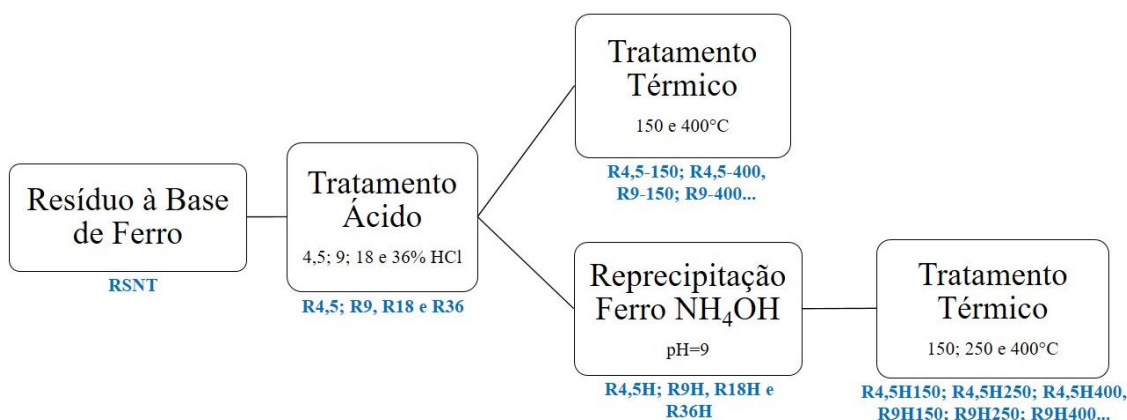 Resíduo à Base
de Ferro
RSNT
Tratamento
Ácido
4,5; 9; 18 e 36% HCl
R4,5; R9, R18 e R36
Tratamento
Térmico
150 e 400°C
R4,5-150; R4,5-400,
R9-150; R9-400...
Reprecipitação
Ferro NH₄OH
pH=9
R4,5H; R9H, R18H e
R36H
Tratamento
Térmico
150; 250 e 400°C
R4,5H150; R4,5H250; R4,5H400,
R9H150; R9H250; R9H400...